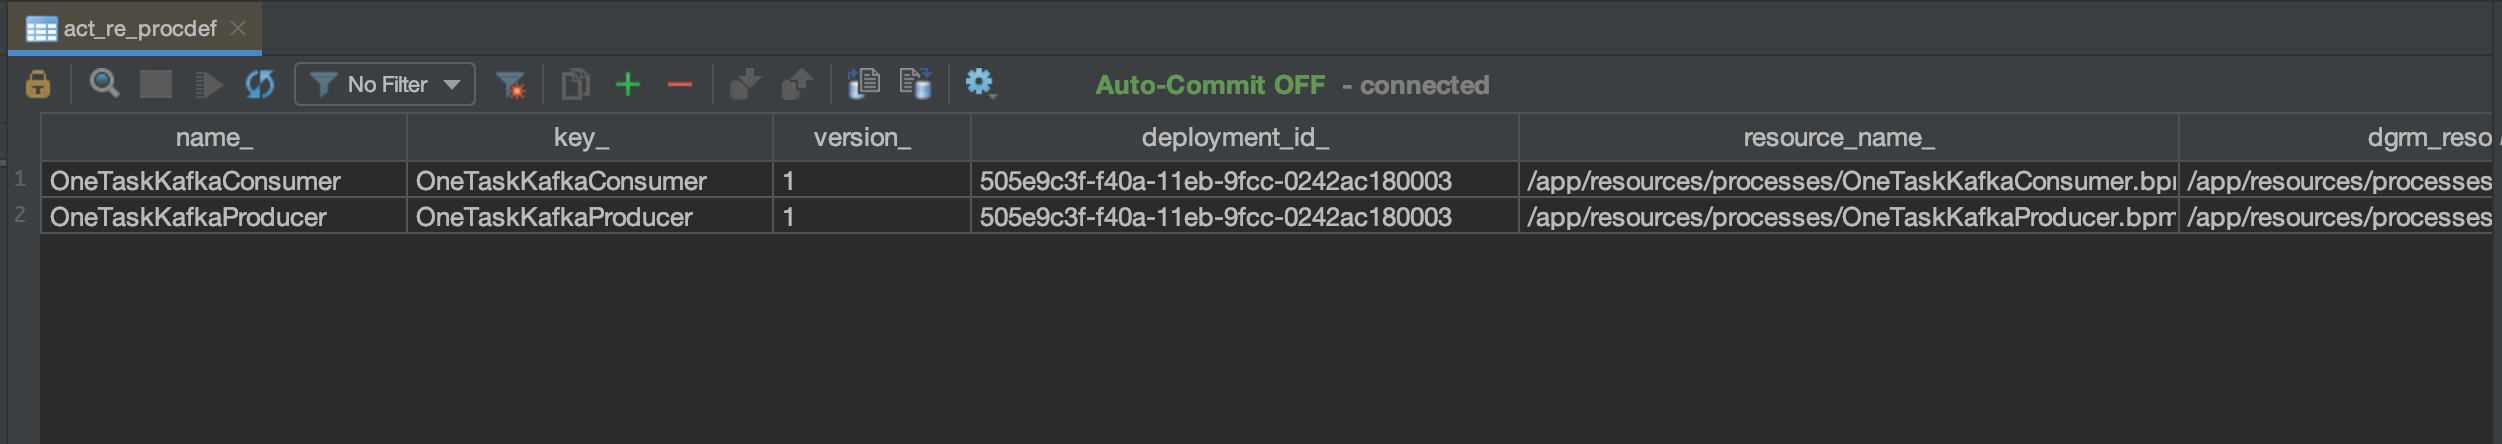 act_re_procdef
No Filter Auto-Commit OFF - connected
name_ key_ version_ deployment_id_ resource_name_ dgrm_reso
1 OneTaskKafkaConsumer OneTaskKafkaConsumer 1 505e9c3f-f40a-11eb-9fcc-0242ac180003 /app/resources/processes/OneTaskKafkaConsumer.bp /app/resources/processes
2 OneTaskKafkaProducer OneTaskKafkaProducer 1 505e9c3f-f40a-11eb-9fcc-0242ac180003 /app/resources/processes/OneTaskKafkaProducer.bpm /app/resources/processes